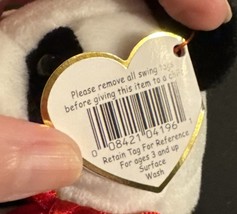 Please remove all swing
before giving this item to a
0 08421 04196
Retain Tag For Reference
For ages 3 and up
Surface
Wash